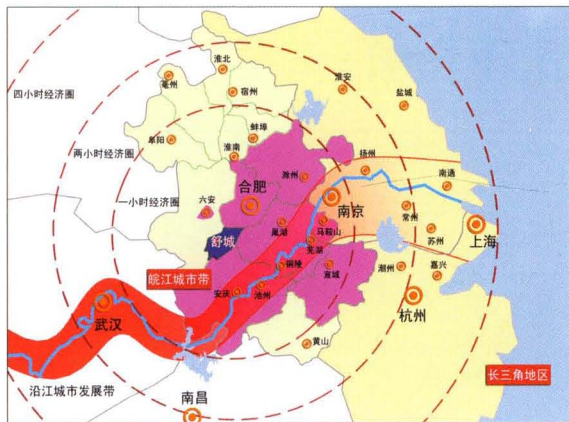 四小时经济圈
两小时经济圈
一小时经济圈
淮北
亳州
宿州
淮安
盐城
阜阳
蚌埠
淮南
扬州
滁州
南通
六安
合肥
南京
常州
上海
舒城
巢湖
马鞍山
芜湖
苏州
皖江城市带
铜陵
宣城
潮州
嘉兴
安庆
池州
武汉
杭州
黄山
长三角地区
沿江城市发展带
南昌